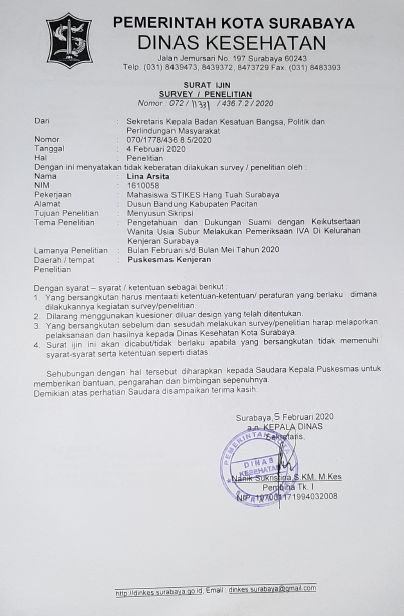 PEMERINTAH KOTA SURABAYA
DINAS KESEHATAN
Jalan Jemursari No. 197 Surabaya 60243
Telp. (031) 8439473, 8439372, 8473729 Fax. (031) 8483393
SURAT IJIN
SURVEY / PENELITIAN
Nomor : 072 / 11331 / 436.7.2 / 2020
Dari : Sekretaris Kepala Badan Kesatuan Bangsa, Politik dan
Perlindungan Masyarakat
Nomor : 070/1778/436.8.5/2020
Tanggal : 4 Februari 2020
Hal : Penelitian
Dengan ini menyatakan tidak keberatan dilakukan survey / penelitian oleh :
Nama : Lina Arsita
NIM : 1610058
Pekerjaan : Mahasiswa STIKES Hang Tuah Surabaya
Alamat : Dusun Bandung Kabupaten Pacitan
Tujuan Penelitian : Menyusun Skripsi
Tema Penelitian : Pengetahuan dan Dukungan Suami dengan Keikutsertaan
Wanita Usia Subur Melakukan Pemeriksaan IVA Di Kelurahan
Kenjeran Surabaya
Lamanya Penelitian : Bulan Februari s/d Bulan Mei Tahun 2020
Daerah / tempat : Puskesmas Kenjeran
Penelitian
Dengan syarat – syarat / ketentuan sebagai berikut :
1. Yang bersangkutan harus mentaati ketentuan-ketentuan/ peraturan yang berlaku dimana
dilakukannya kegiatan survey/penelitian.
2. Dilarang menggunakan kuesioner diluar design yang telah ditentukan.
3. Yang bersangkutan sebelum dan sesudah melakukan survey/penelitian harap melaporkan
pelaksanaan dan hasilnya kepada Dinas Kesehatan Kota Surabaya
4. Surat ijin ini akan dicabut/tidak berlaku apabila yang bersangkutan tidak memenuhi
syarat-syarat serta ketentuan seperti diatas.
Sehubungan dengan hal tersebut diharapkan kepada Saudara Kepala Puskesmas untuk
memberikan bantuan, pengarahan dan bimbingan sepenuhnya.
Demikian atas perhatian Saudara disampaikan terima kasih.
Surabaya, 5 Februari 2020
a.n. KEPALA DINAS
Sekretaris,
PEMERINTAH KOTA
DINAS
KESEHATAN
SURABAYA
Nanik Sukristina,S.KM, M.Kes
Pembina Tk. I
NIP. 197001171994032008
http://dinkes.surabaya.go.id, Email : dinkes.surabaya@gmail.com